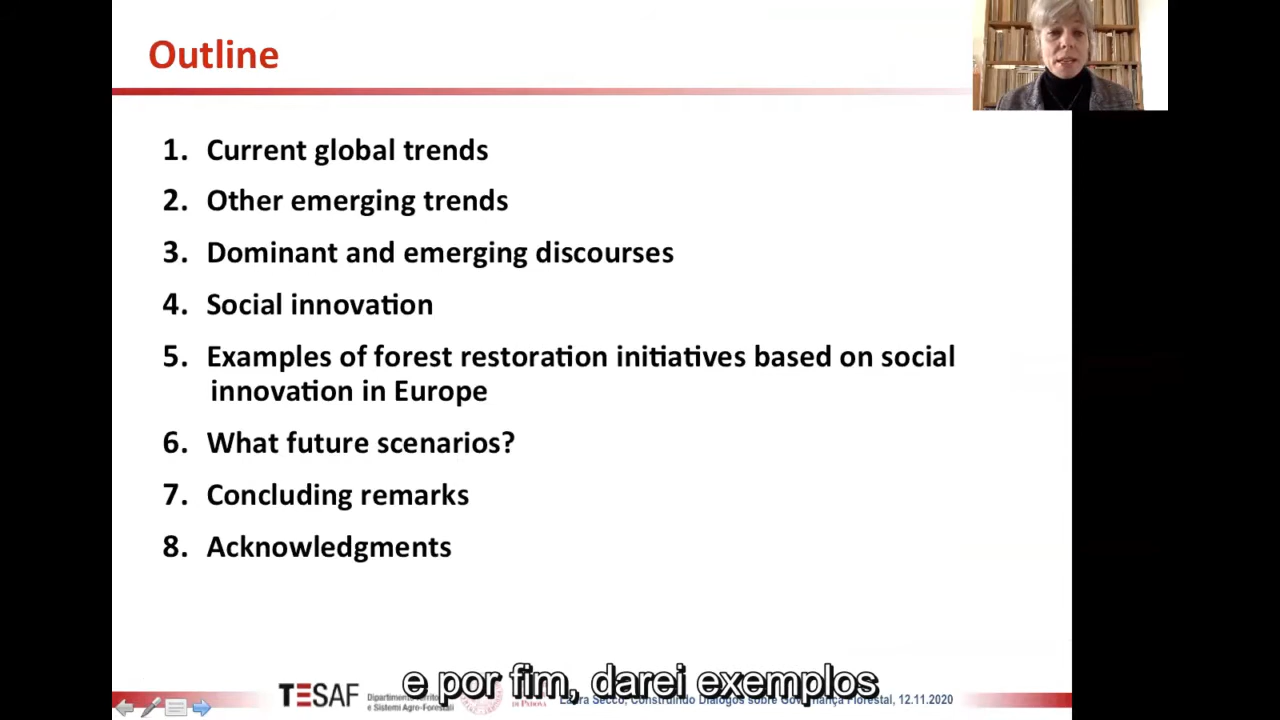 Outline
1. Current global trends
2. Other emerging trends
3. Dominant and emerging discourses
4. Social innovation
5. Examples of forest restoration initiatives based on social
innovation in Europe
6. What future scenarios?
7. Concluding remarks
8. Acknowledgments
e por fim, darei exemplos
TESAF
Dipartimento Territorio
e Sistemi Agro-Forestali
DI PADOVA
Laura Secco, Construindo Diálogos sobre Governança Florestal, 12.11.2020